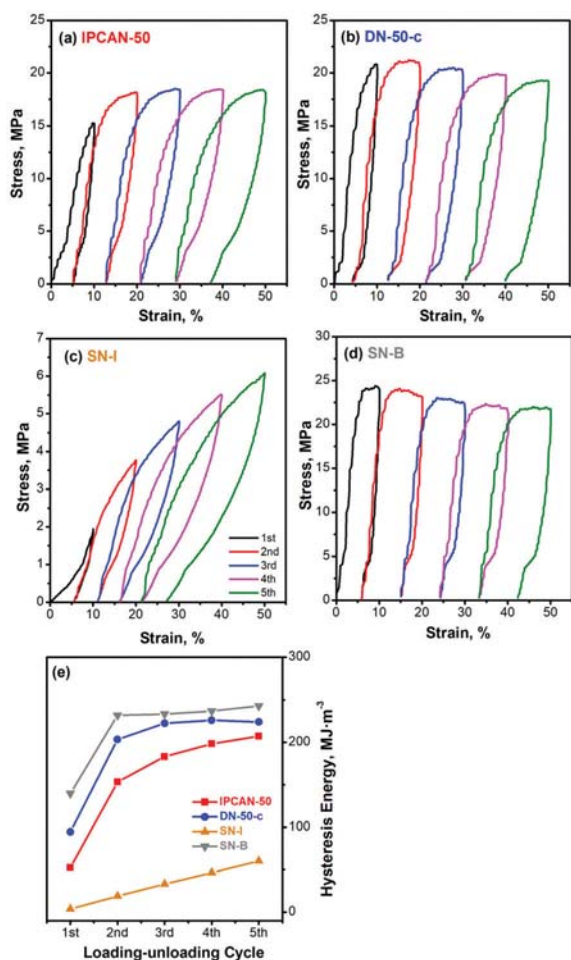 (a) IPCAN-50
25
20
15
10
5
0
Stress, MPa
0 10 20 30 40 50
Strain, %
(b) DN-50-c
25
20
15
10
5
0
Stress, MPa
0 10 20 30 40 50
Strain, %
(c) SN-I
7
6
5
4
3
2
1
0
Stress, MPa
1st
2nd
3rd
4th
5th
0 10 20 30 40 50
Strain, %
(d) SN-B
30
25
20
15
10
5
0
Stress, MPa
0 10 20 30 40 50
Strain, %
(e)
300
200
100
0
Hysteresis Energy, MJ·m-3
IPCAN-50
DN-50-c
SN-I
SN-B
1st 2nd 3rd 4th 5th
Loading-unloading Cycle